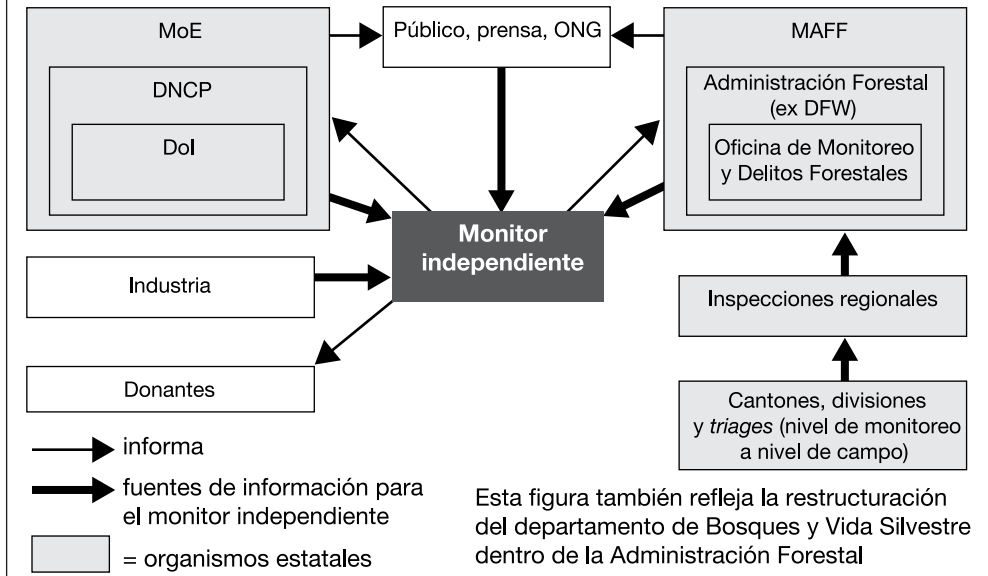 MoE
DNCP
DoI
Público, prensa, ONG
MAFF
Administración Forestal
(ex DFW)
Oficina de Monitoreo
y Delitos Forestales
Monitor
independiente
Industria
Donantes
Inspecciones regionales
Cantones, divisiones
y triages (nivel de monitoreo
a nivel de campo)
informa
fuentes de información para
el monitor independiente
= organismos estatales
Esta figura también refleja la restructuración
del departamento de Bosques y Vida Silvestre
dentro de la Administración Forestal